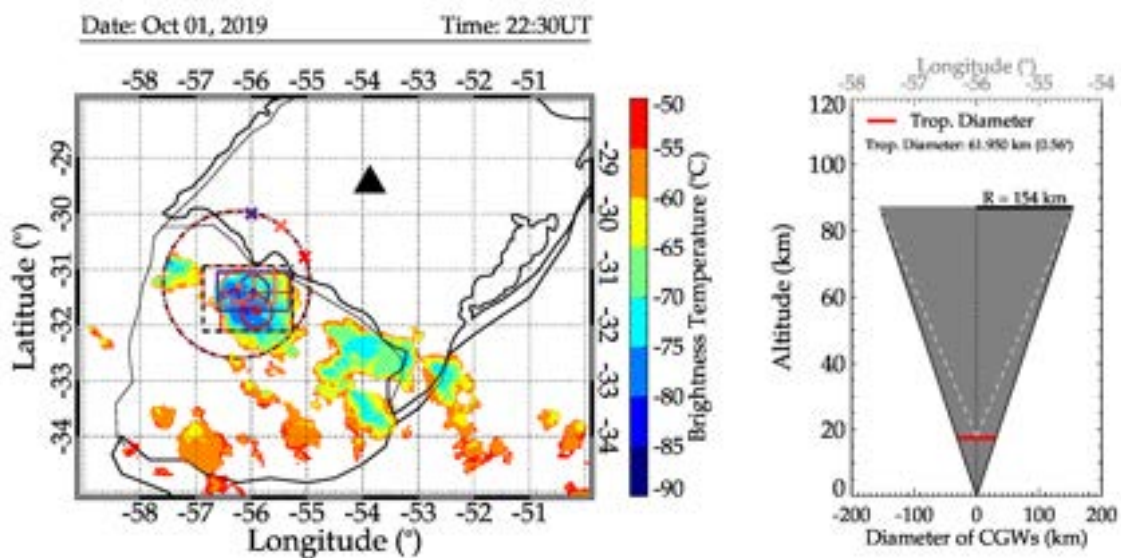 Date: Oct 01, 2019 Time: 22:30UT
-58 -57 -56 -55 -54 -53 -52 -51
-29 -30 -31 -32 -33 -34
Latitude (°)
-29 -30 -31 -32 -33 -34
-58 -57 -56 -55 -54 -53 -52 -51
Longitude (°)
-50 -55 -60 -65 -70 -75 -80 -85 -90
Brightness Temperature (°C)
Longitude (°)
-58 -57 -56 -55 -54
120 100 80 60 40 20 0
Altitude (km)
Trop. Diameter
Trop. Diameter: 61.950 km (0.56°)
R = 154 km
-200 -100 0 100 200
Diameter of CGWs (km)